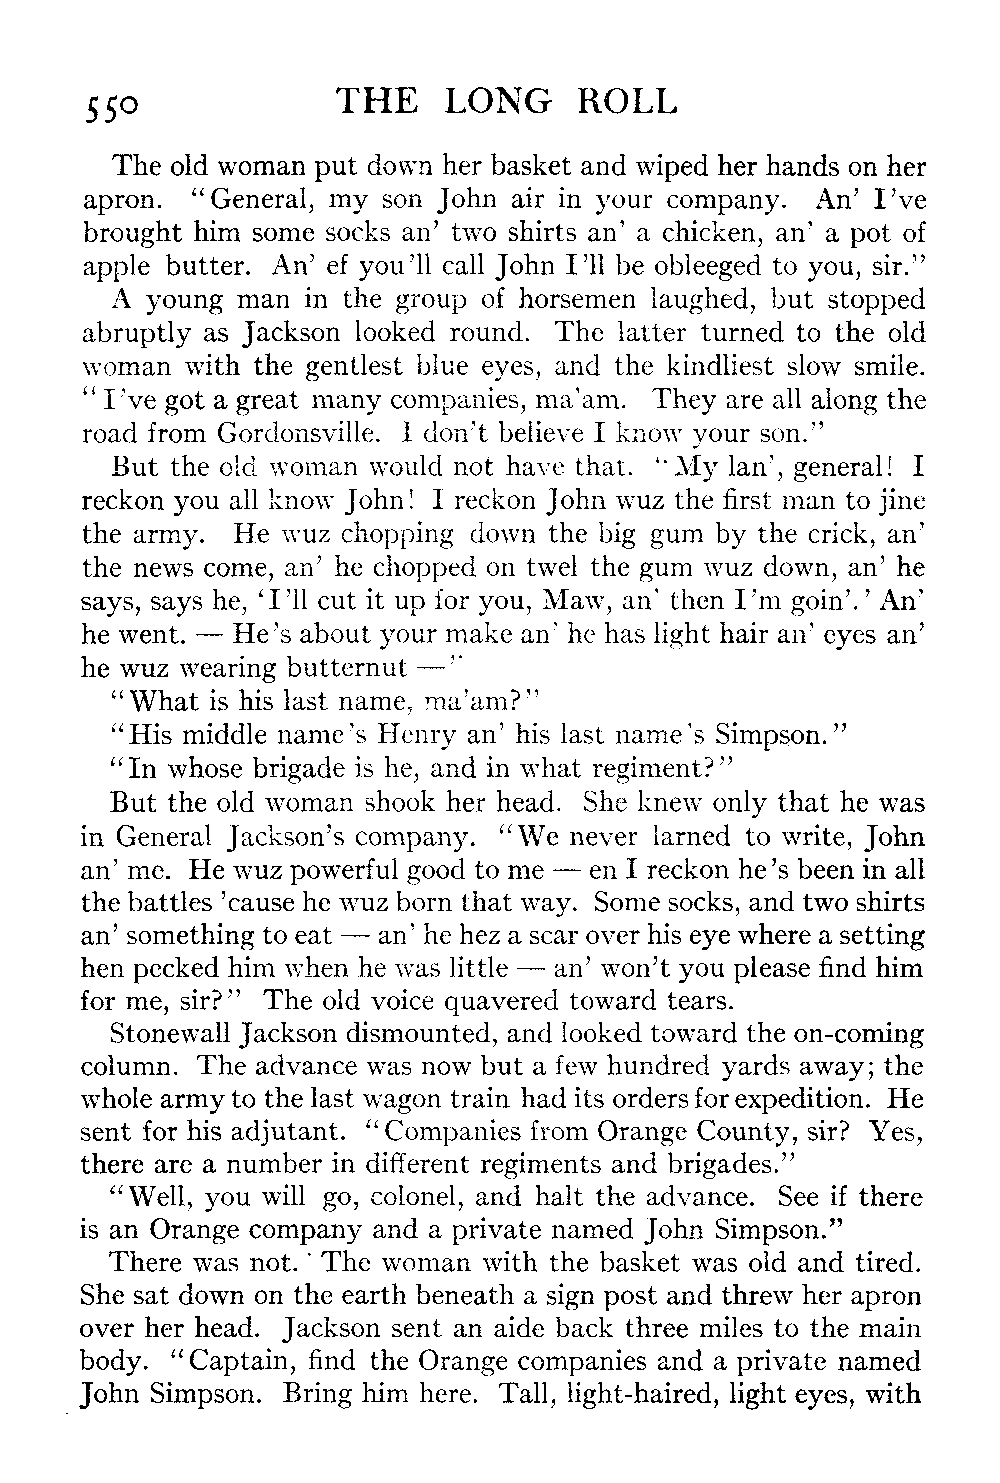 550 THE LONG ROLL
The old woman put down her basket and wiped her hands on her
apron. "General, my son John air in your company. An' I've
brought him some socks an' two shirts an' a chicken, an' a pot of
apple butter. An' ef you'll call John I'll be obleeged to you, sir."
A young man in the group of horsemen laughed, but stopped
abruptly as Jackson looked round. The latter turned to the old
woman with the gentlest blue eyes, and the kindliest slow smile.
"I've got a great many companies, ma'am. They are all along the
road from Gordonsville. I don't believe I know your son."
But the old woman would not have that. "My lan', general! I
reckon you all know John! I reckon John wuz the first man to jine
the army. He wuz chopping down the big gum by the crick, an'
the news come, an' he chopped on twel the gum wuz down, an' he
says, says he, 'I'll cut it up for you, Maw, an' then I'm goin'.' An'
he went. — He's about your make an' he has light hair an' eyes an'
he wuz wearing butternut —"
"What is his last name, ma'am?"
"His middle name's Henry an' his last name's Simpson."
"In whose brigade is he, and in what regiment?"
But the old woman shook her head. She knew only that he was
in General Jackson's company. "We never larned to write, John
an' me. He wuz powerful good to me — en I reckon he's been in all
the battles 'cause he wuz born that way. Some socks, and two shirts
an' something to eat — an' he hez a scar over his eye where a setting
hen pecked him when he was little — an' won't you please find him
for me, sir?" The old voice quavered toward tears.
Stonewall Jackson dismounted, and looked toward the on-coming
column. The advance was now but a few hundred yards away; the
whole army to the last wagon train had its orders for expedition. He
sent for his adjutant. "Companies from Orange County, sir? Yes,
there are a number in different regiments and brigades."
"Well, you will go, colonel, and halt the advance. See if there
is an Orange company and a private named John Simpson."
There was not. The woman with the basket was old and tired.
She sat down on the earth beneath a sign post and threw her apron
over her head. Jackson sent an aide back three miles to the main
body. "Captain, find the Orange companies and a private named
John Simpson. Bring him here. Tall, light-haired, light eyes, with